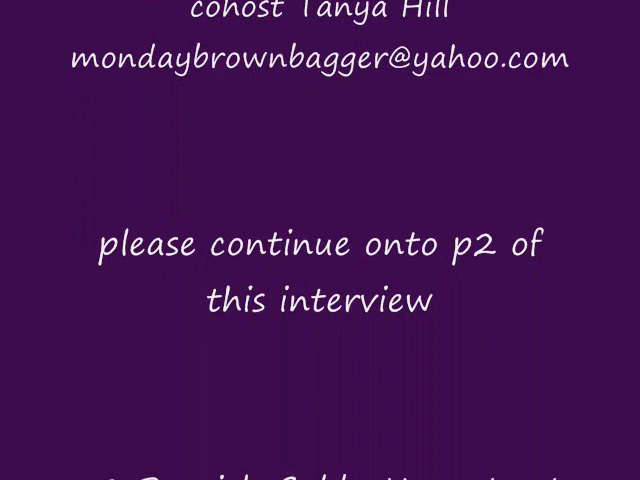 cohost Tanya Hill
mondaybrownbagger@yahoo.com
please continue onto p2 of
this interview